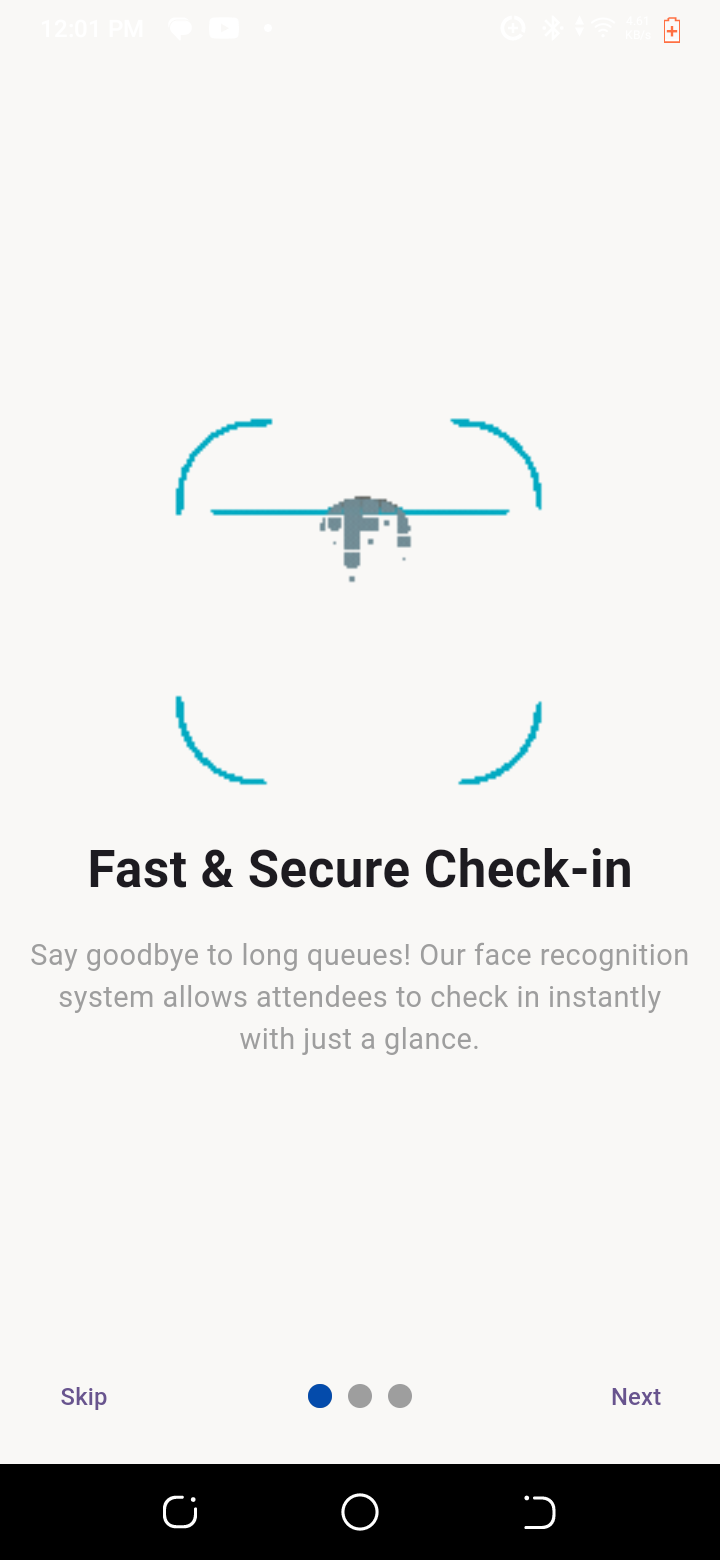 12:01 PM
Fast & Secure Check-in
Say goodbye to long queues! Our face recognition
system allows attendees to check in instantly
with just a glance.
Skip
Next